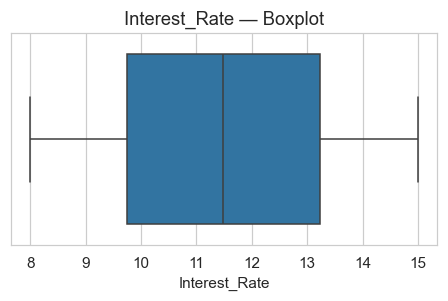 Interest_Rate — Boxplot
8 9 10 11 12 13 14 15
Interest_Rate